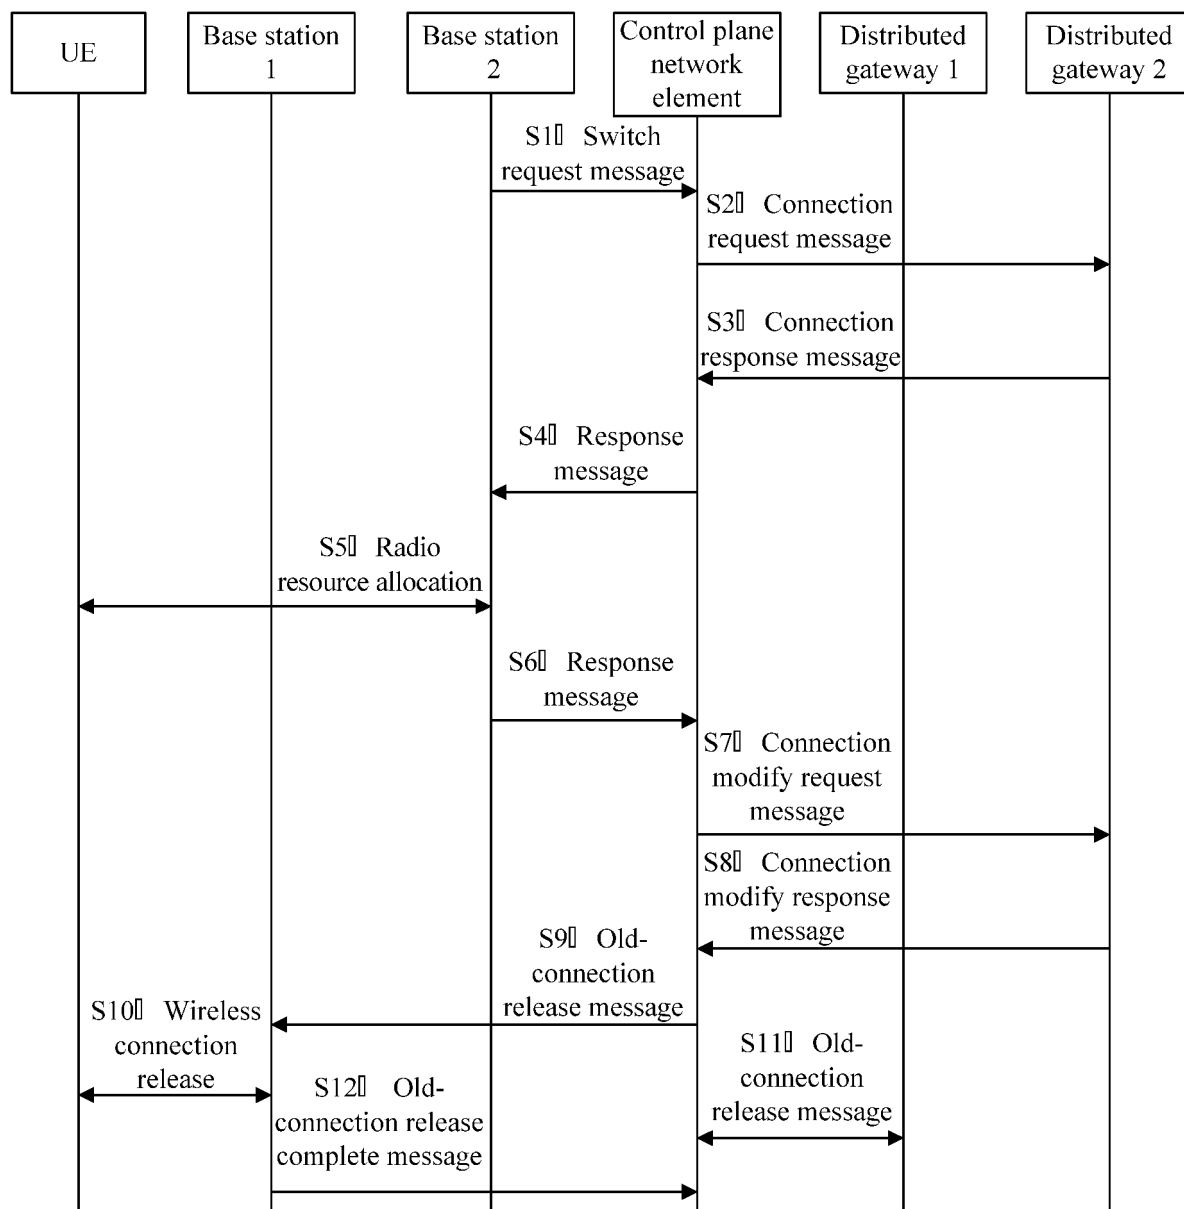 UE
Base station
1
Base station
2
Control plane
network
element
Distributed
gateway 1
Distributed
gateway 2
S1▯ Switch
request message
S2▯ Connection
request message
S3▯ Connection
response message
S4▯ Response
message
S5▯ Radio
resource allocation
S6▯ Response
message
S7▯ Connection
modify request
message
S8▯ Connection
modify response
message
S9▯ Old-
connection
release message
S10▯ Wireless
connection
release
S11▯ Old-
connection
release message
S12▯ Old-
connection release
complete message